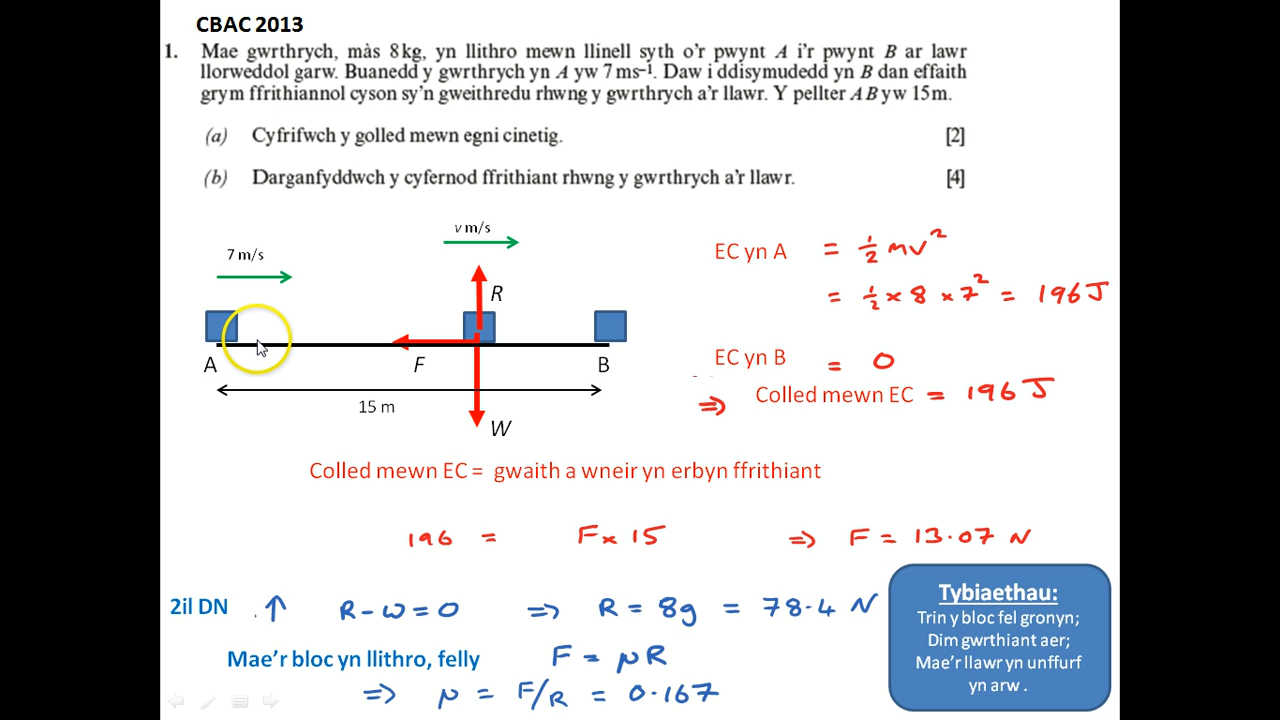 CBAC 2013
1. Mae gwrthrych, màs 8 kg, yn llithro mewn llinell syth o'r pwynt A i'r pwynt B ar lawr
llorweddol garw. Buanedd y gwrthrych yn A yw 7 ms⁻¹. Daw i ddisymudedd yn B dan effaith
grym ffrithiannol cyson sy'n gweithredu rhwng y gwrthrych a'r llawr. Y pellter AB yw 15 m.
(a) Cyfrifwch y golled mewn egni cinetig. [2]
(b) Darganfyddwch y cyfernod ffrithiant rhwng y gwrthrych a'r llawr. [4]
v m/s
7 m/s
R
A
F
B
15 m
W
EC yn A = ½ mv²
= ½ × 8 × 7² = 196 J
EC yn B = 0
⇒ Colled mewn EC = 196 J
Colled mewn EC = gwaith a wneir yn erbyn ffrithiant
196 = F × 15 ⇒ F = 13.07 N
2il DN ↑ R - W = 0 ⇒ R = 8g = 78.4 N
Mae'r bloc yn llithro, felly F = μR
⇒ μ = F/R = 0.167
Tybiaethau:
Trin y bloc fel gronyn;
Dim gwrthiant aer;
Mae'r llawr yn unffurf
yn arw .